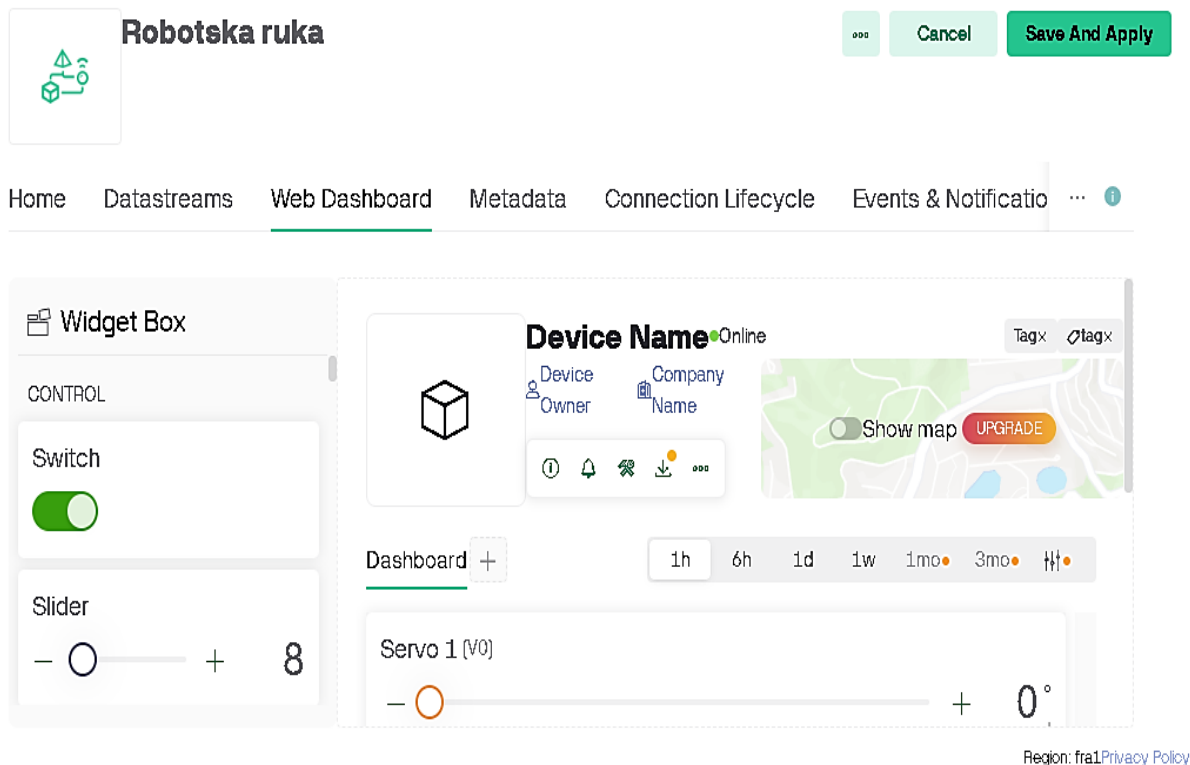 Robotska ruka
Cancel
Save And Apply
Home
Datastreams
Web Dashboard
Metadata
Connection Lifecycle
Events & Notificatio
Widget Box
CONTROL
Switch
Slider
8
Device Name
Online
Tag×
tag×
Device
Owner
Company
Name
Show map
UPGRADE
Dashboard
1h
6h
1d
1w
1mo
3mo
Servo 1 (V0)
0°
Region: fra1 Privacy Policy